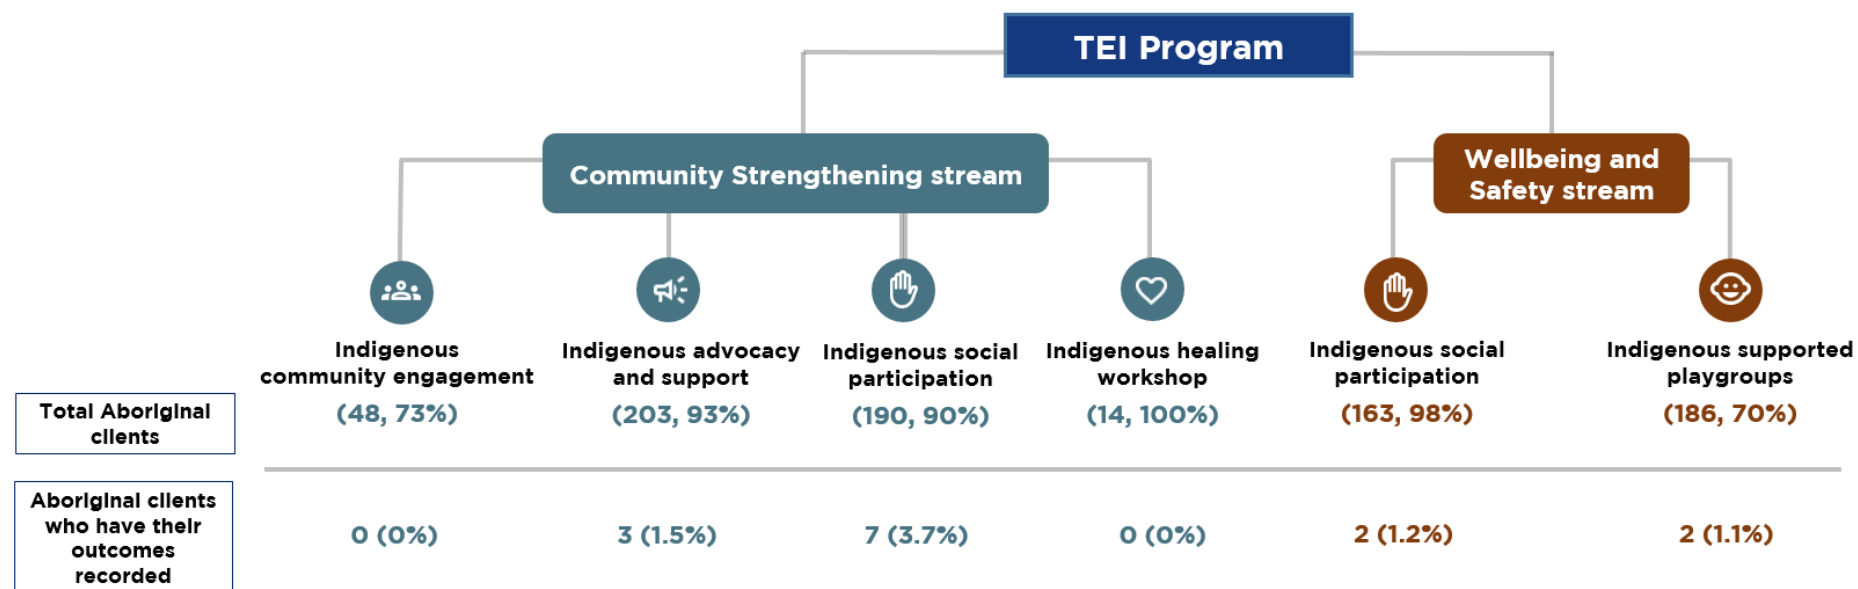 TEI Program
Community Strengthening stream
Wellbeing and
Safety stream
Indigenous
community engagement
Indigenous advocacy
and support
Indigenous social
participation
Indigenous healing
workshop
Indigenous social
participation
Indigenous supported
playgroups
Total Aboriginal
clients
(48, 73%)
(203, 93%)
(190, 90%)
(14, 100%)
(163, 98%)
(186, 70%)
Aboriginal clients
who have their
outcomes
recorded
0 (0%)
3 (1.5%)
7 (3.7%)
0 (0%)
2 (1.2%)
2 (1.1%)